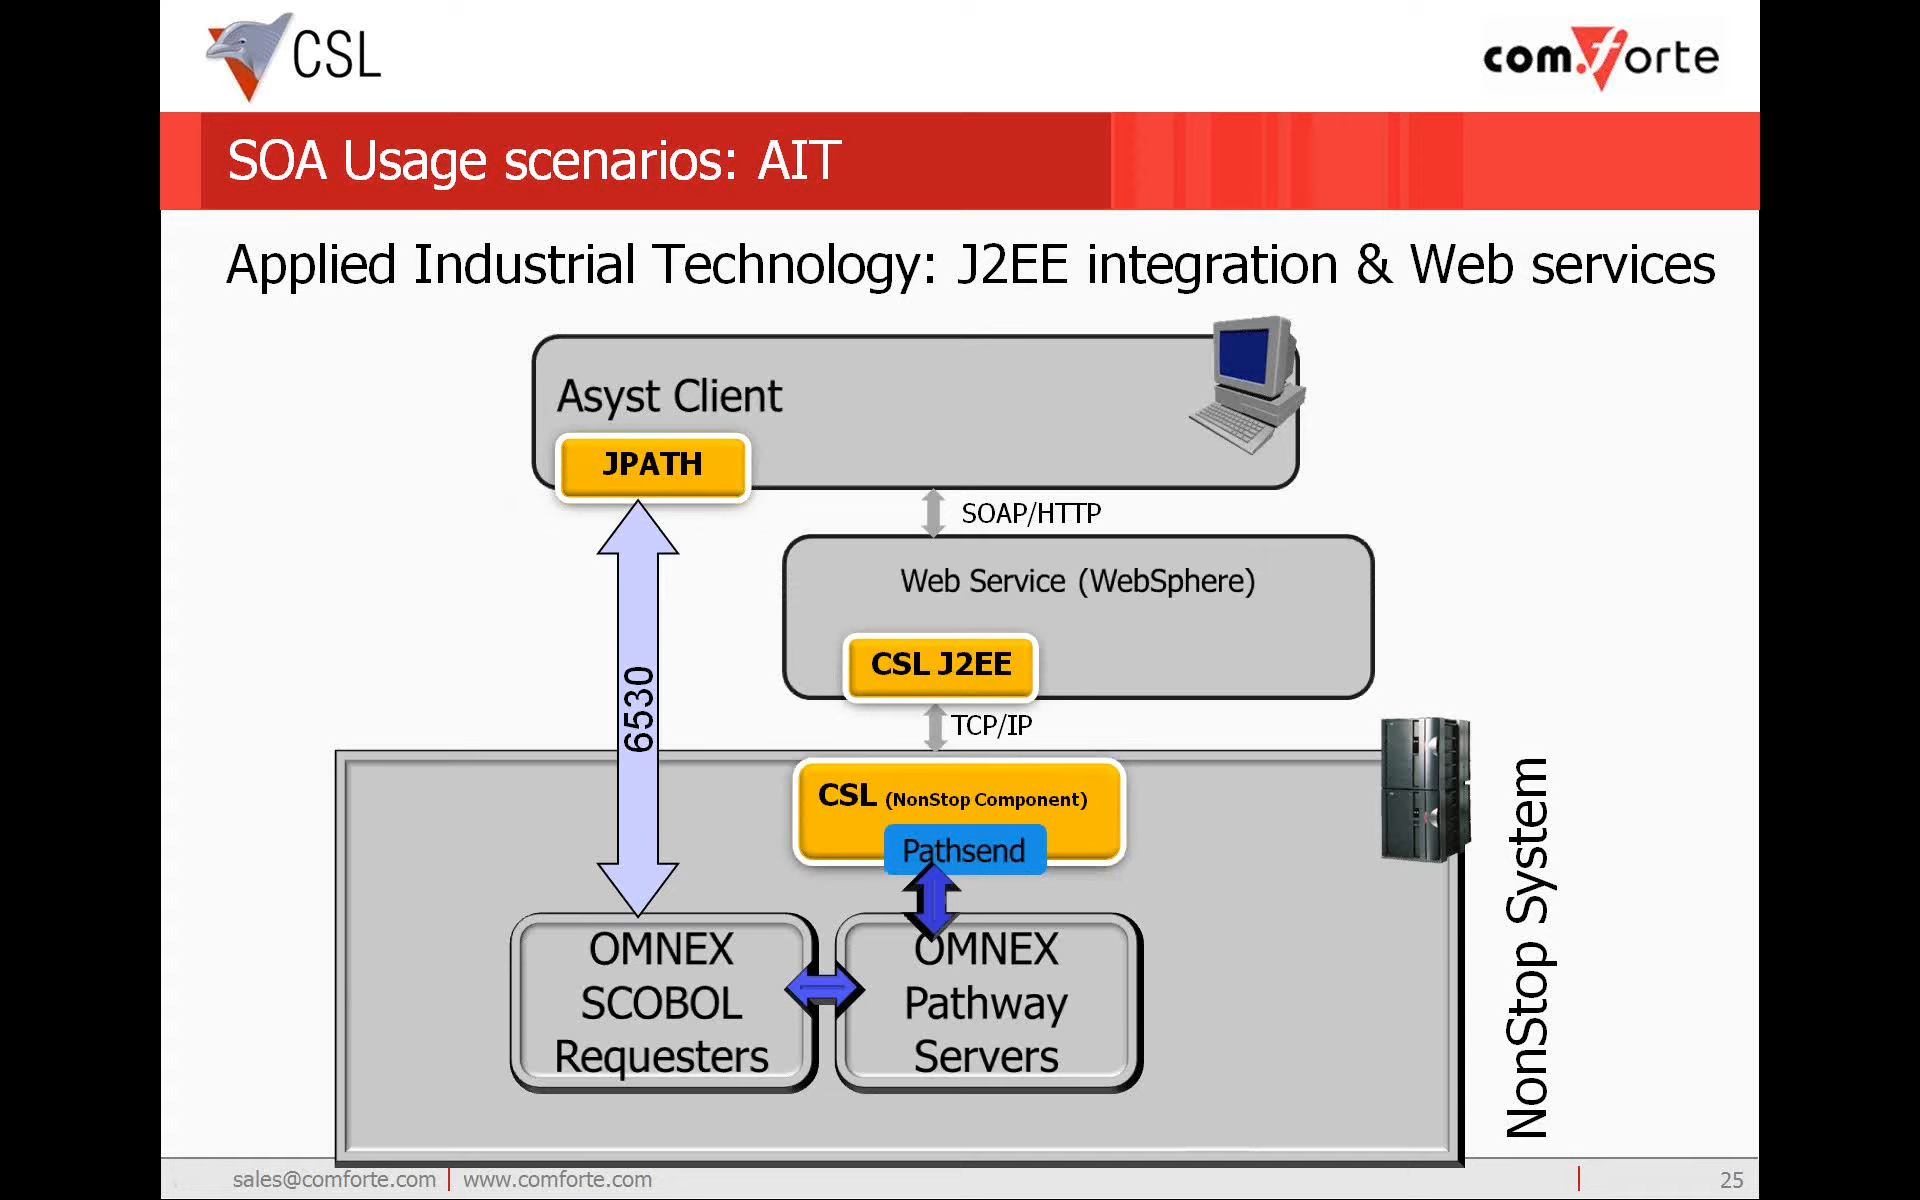 CSL
com.forte
SOA Usage scenarios: AIT
Applied Industrial Technology: J2EE integration & Web services
Asyst Client
JPATH
SOAP/HTTP
Web Service (WebSphere)
CSL J2EE
6530
TCP/IP
CSL (NonStop Component)
Pathsend
OMNEX
SCOBOL
Requesters
OMNEX
Pathway
Servers
NonStop System
sales@comforte.com | www.comforte.com
25